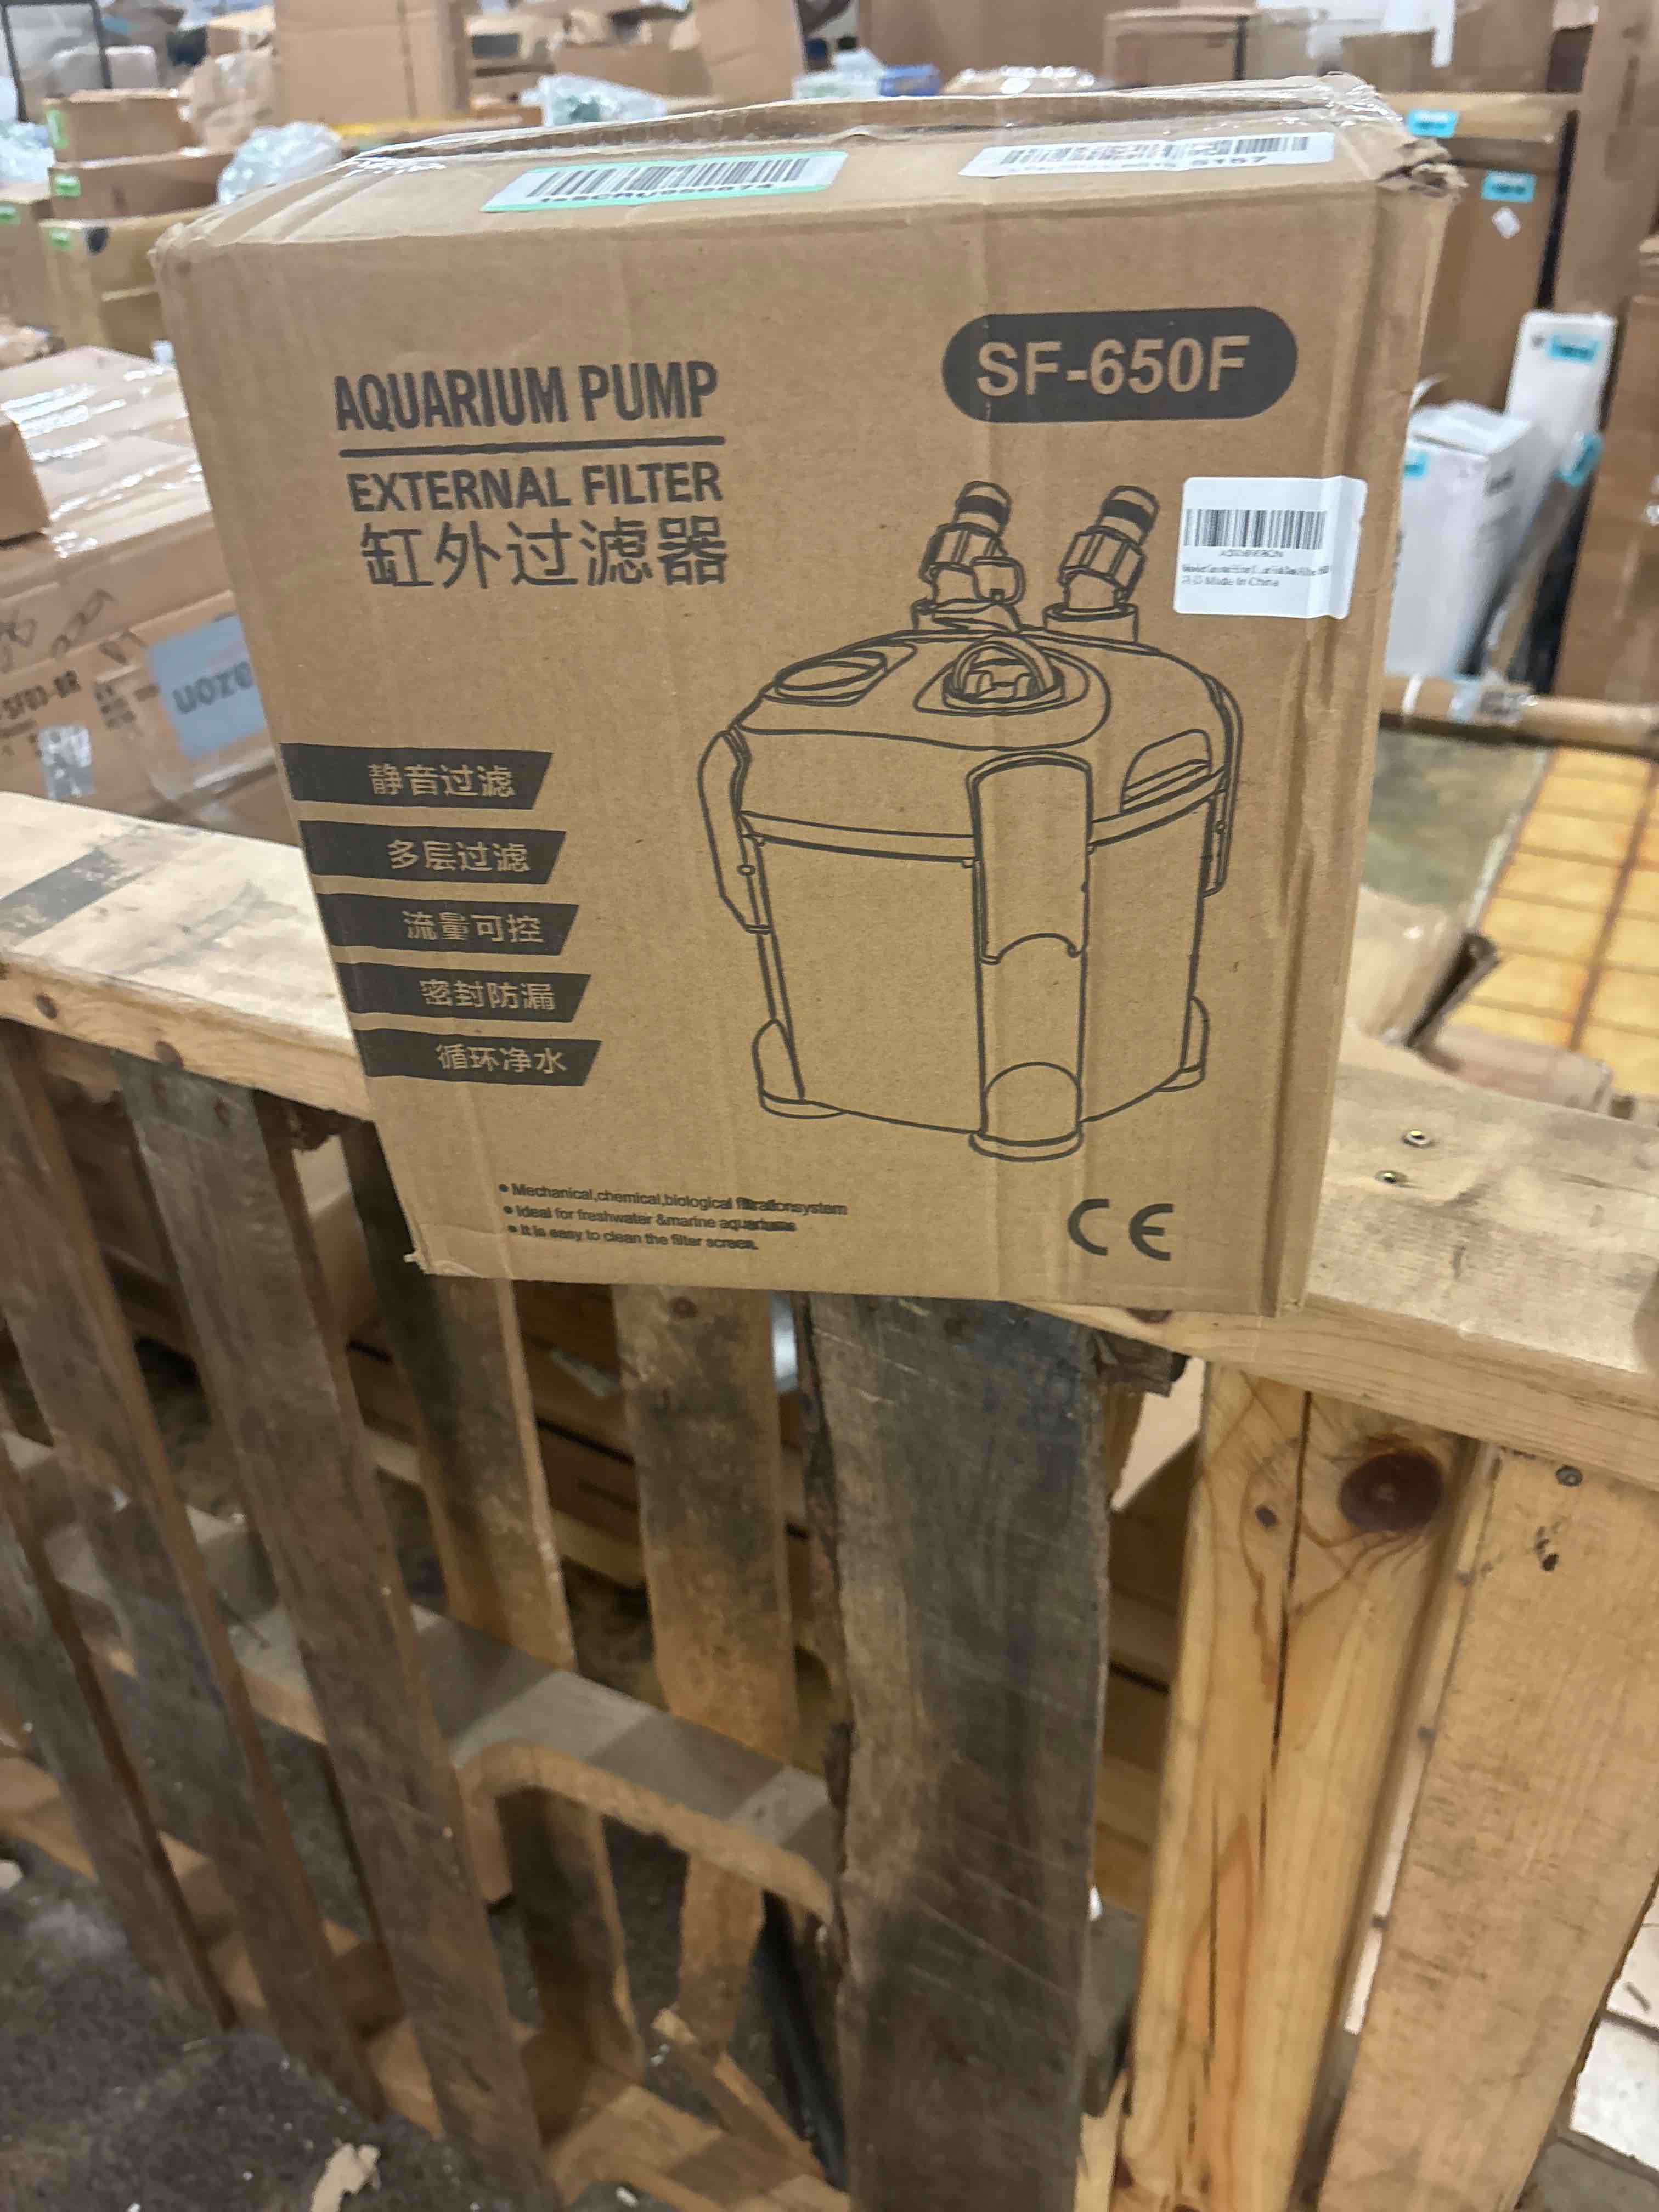 5157
AQUARIUM PUMP
SF-650F
EXTERNAL FILTER
缸外过滤器
Made in China
静音过滤
多层过滤
流量可控
密封防漏
循环净水
• Mechanical,chemical,biological filtrationsystem
• Ideal for freshwater &marine aquariums
• It is easy to clean the filter screen.
CE